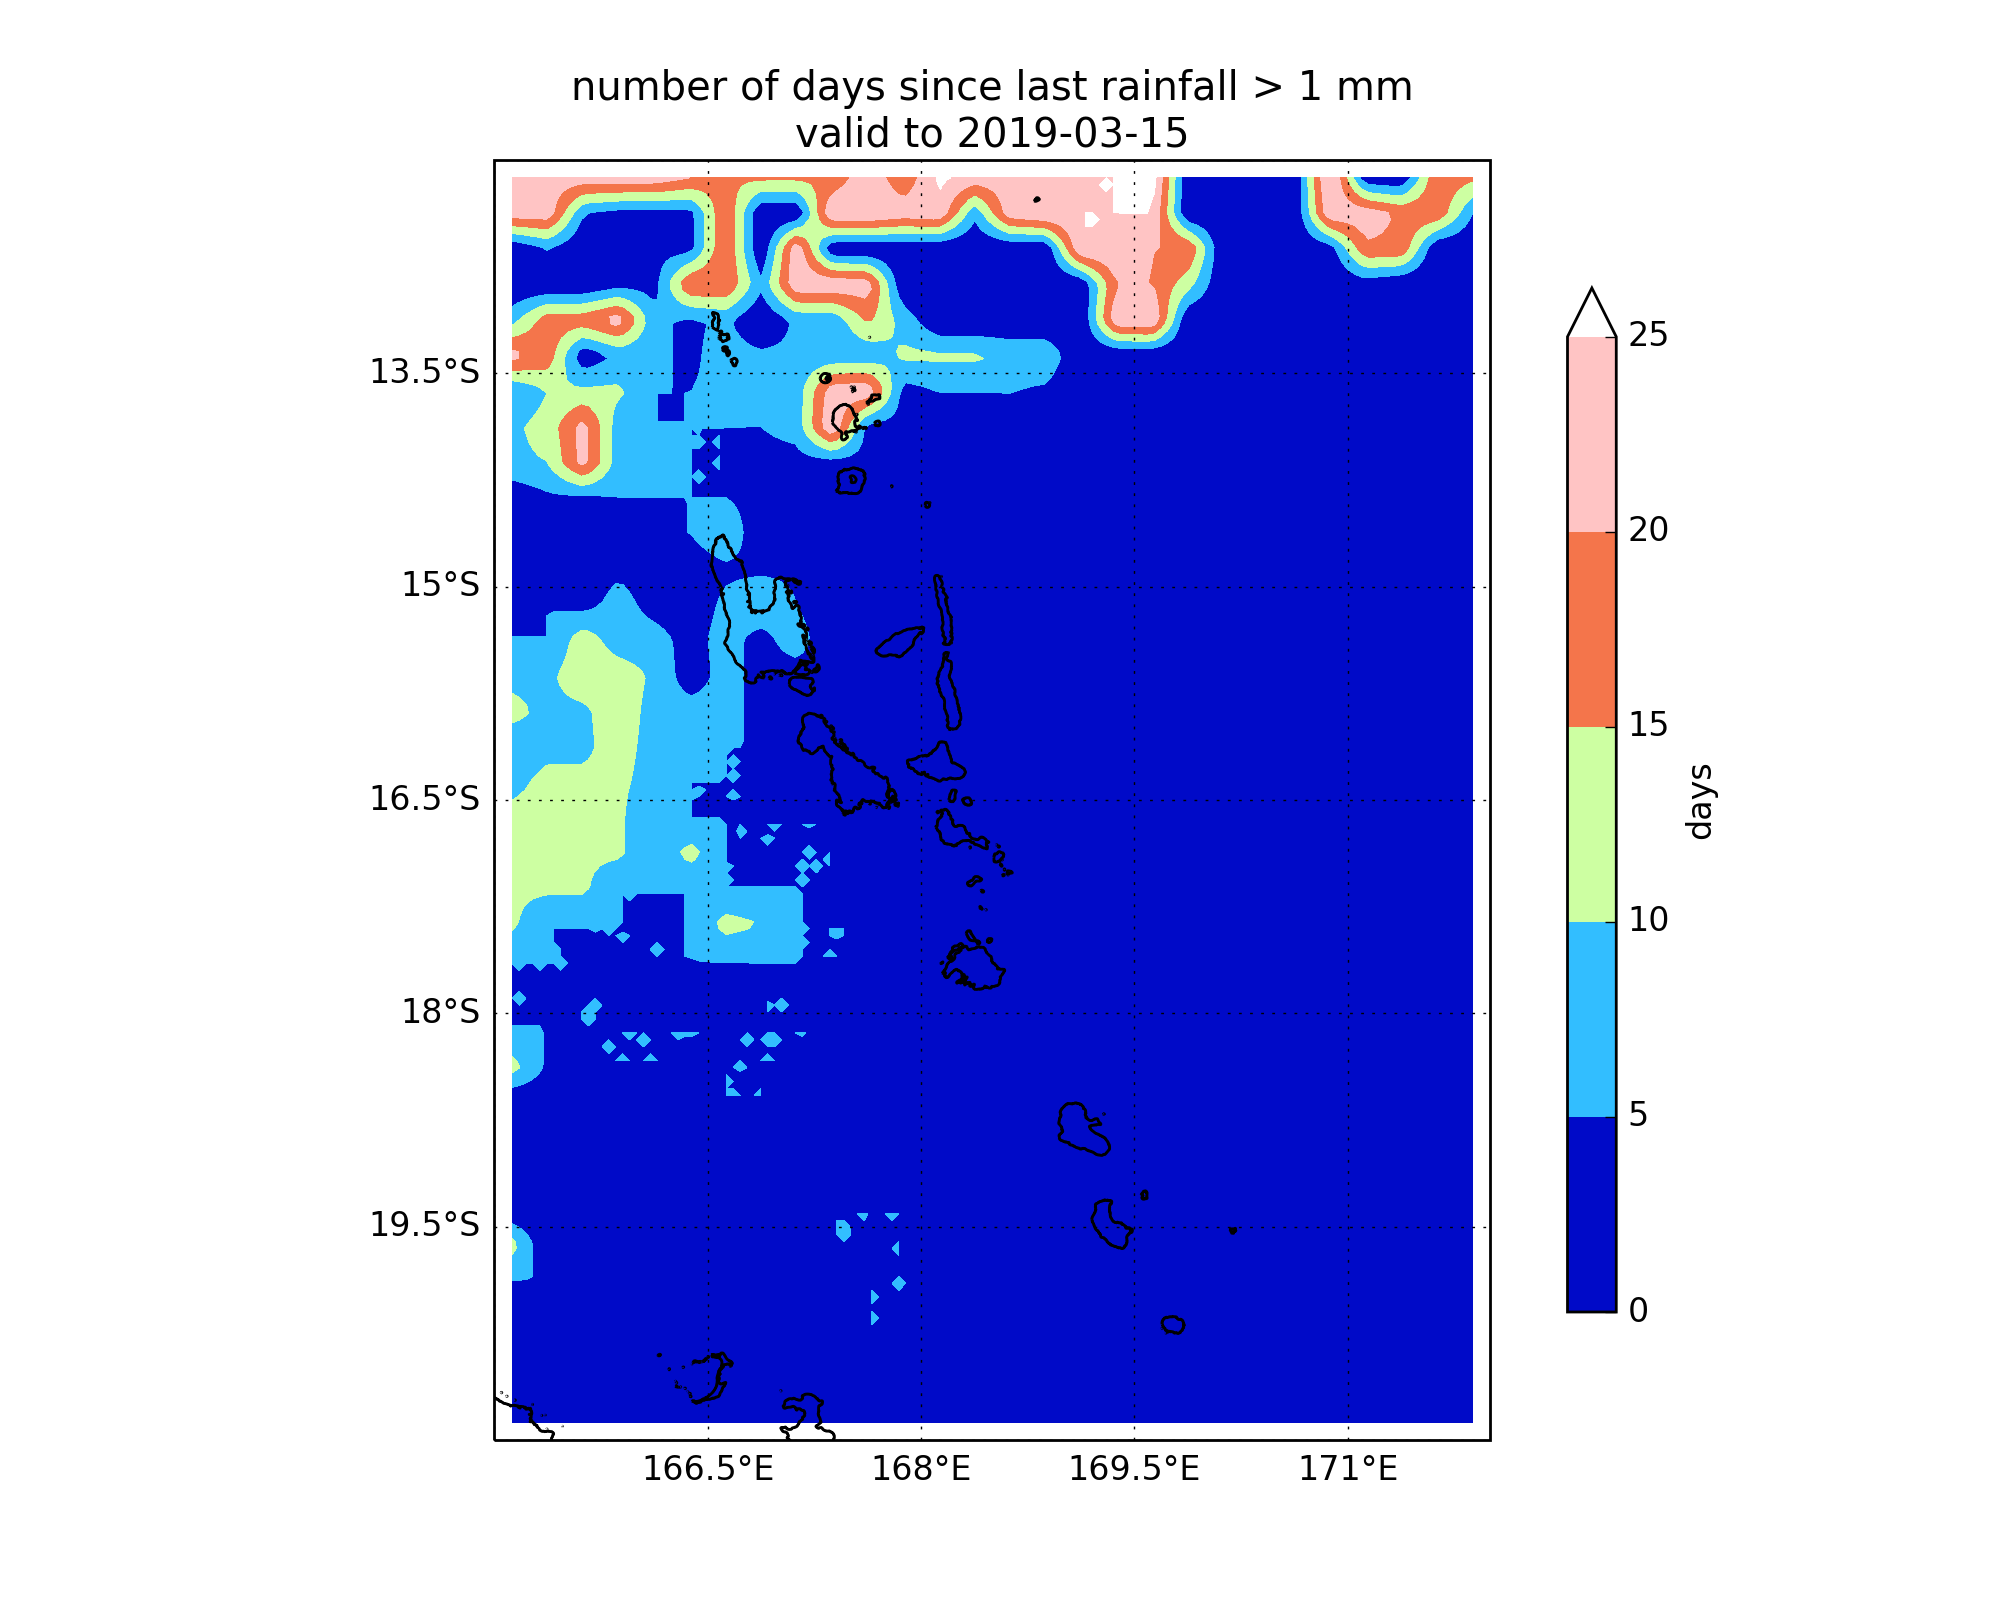 number of days since last rainfall > 1 mm
valid to 2019-03-15
13.5°S
15°S
16.5°S
18°S
19.5°S
166.5°E
168°E
169.5°E
171°E
25
20
15
10
5
0
days